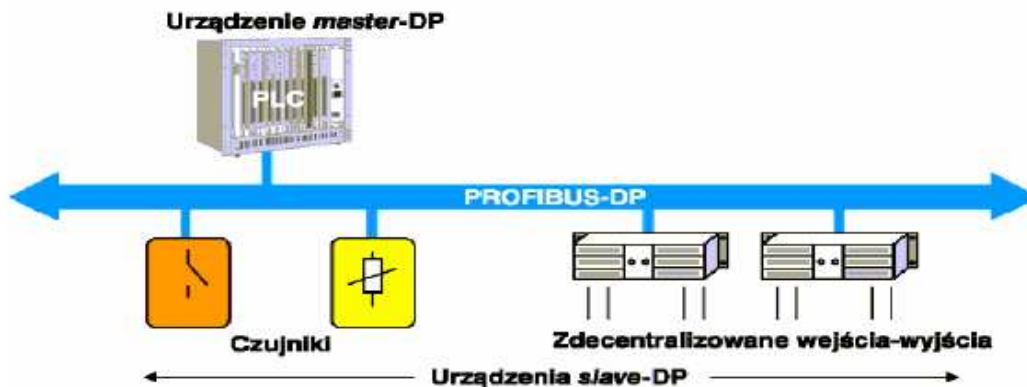 Urządzenie master-DP
PLC
PROFIBUS-DP
Czujniki
Zdecentralizowane wejścia-wyjścia
Urządzenia slave-DP